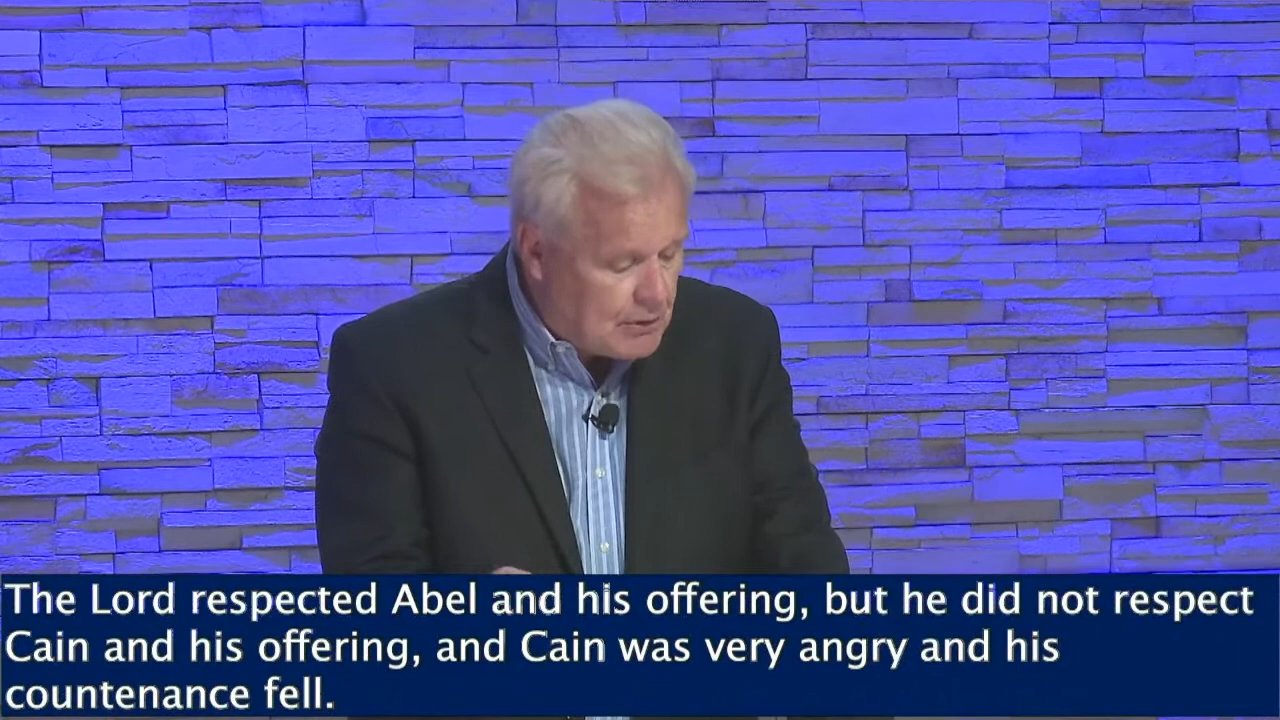 The Lord respected Abel and his offering, but he did not respect
Cain and his offering, and Cain was very angry and his
countenance fell.